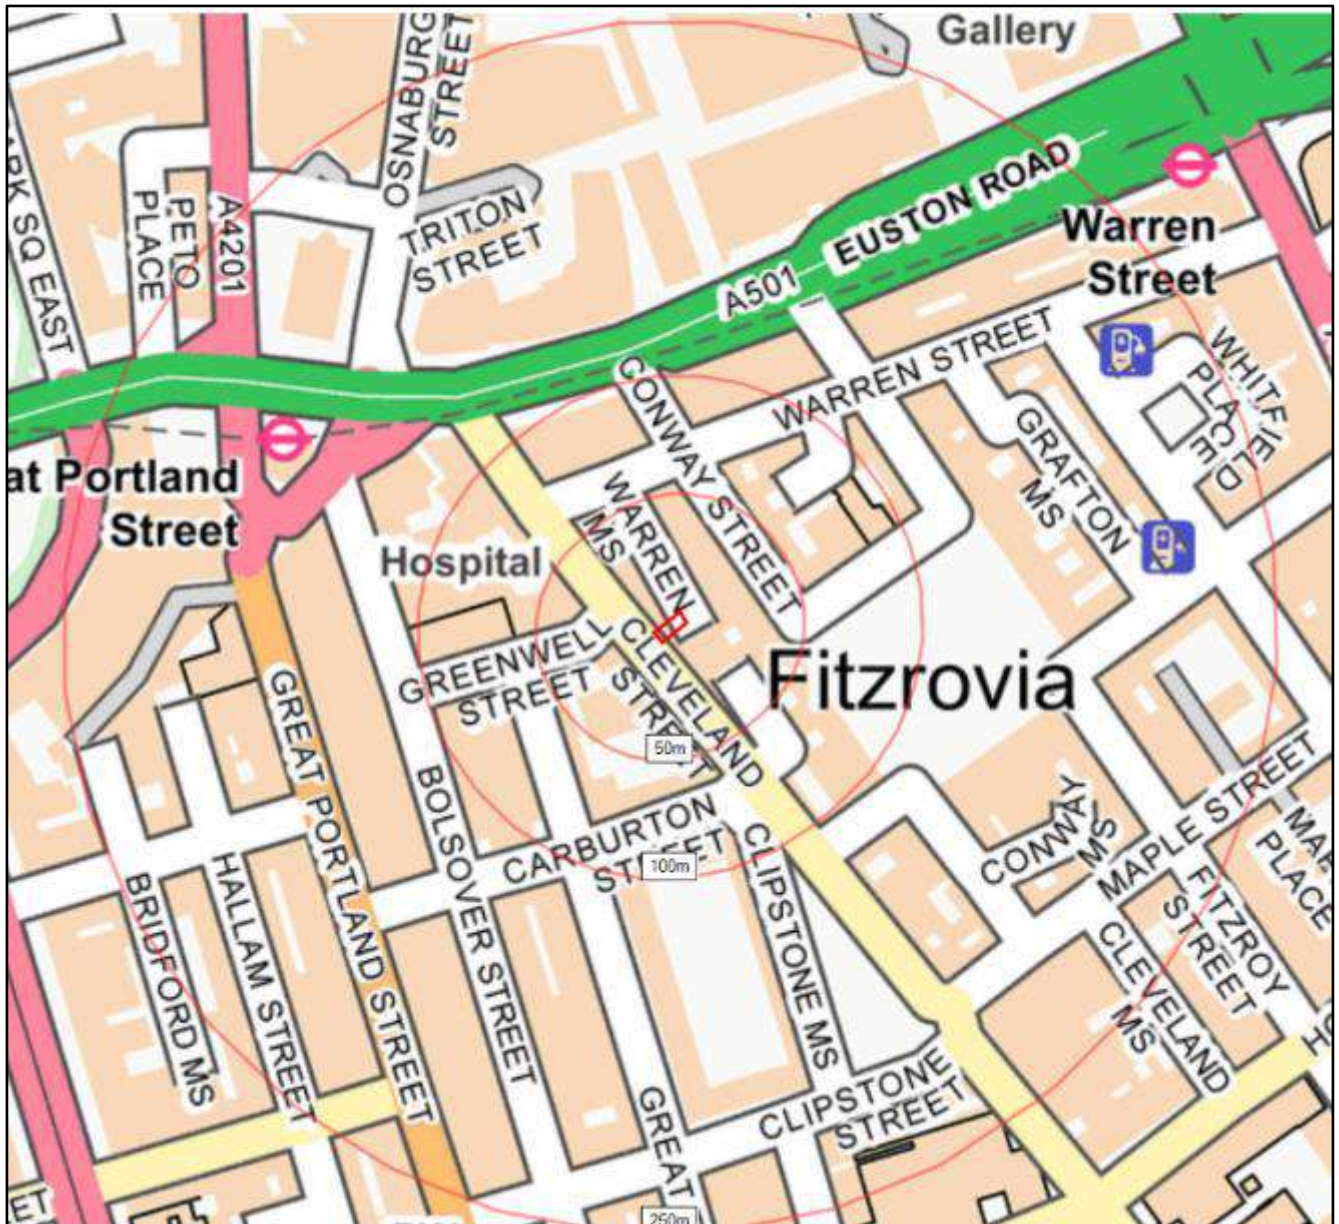 Gallery
OSNABURG
STREET
ARK SQ EAST
PETO
PLACE
A4201
TRITON
STREET
EUSTON ROAD
A501
Warren
Street
WARREN STREET
WHITFIELD
PLACE
GRAFTON
MS
CONWAY STREET
WARREN
MS
at Portland
Street
Hospital
GREENWELL
STREET
CLEVELAND
STREET
Fitzrovia
50m
GREAT PORTLAND STREET
BOLSOVER STREET
CARBURTON
STREET
100m
CLIPSTONE MS
CONWAY
MS
MAPLE STREET
PLACE
FITZROY
STREET
CLEVELAND
MS
BRIDFORD MS
HALLAM STREET
CLIPSTONE
STREET
GREAT
250m